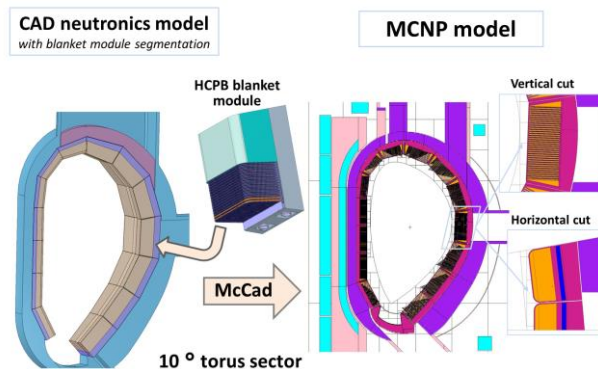 CAD neutronics model
with blanket module segmentation
MCNP model
HCPB blanket
module
Vertical cut
Horizontal cut
McCad
10 ° torus sector